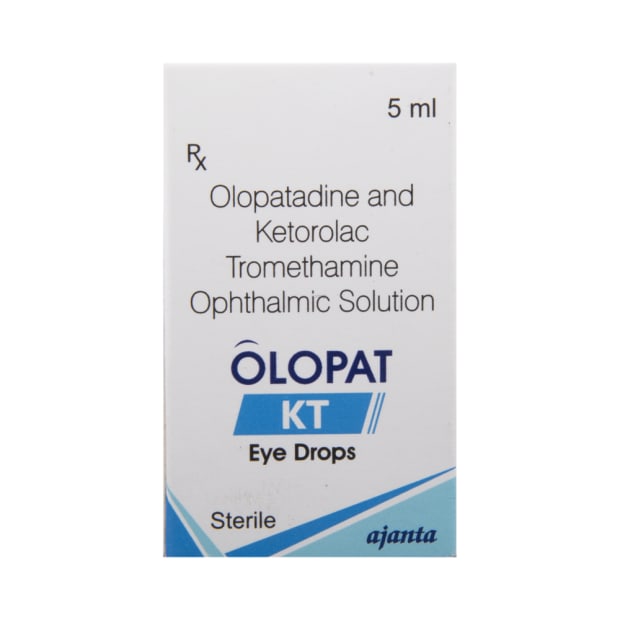 5 ml
Rx
Olopatadine and
Ketorolac
Tromethamine
Ophthalmic Solution
OLOPAT
KT
Eye Drops
Sterile
ajanta